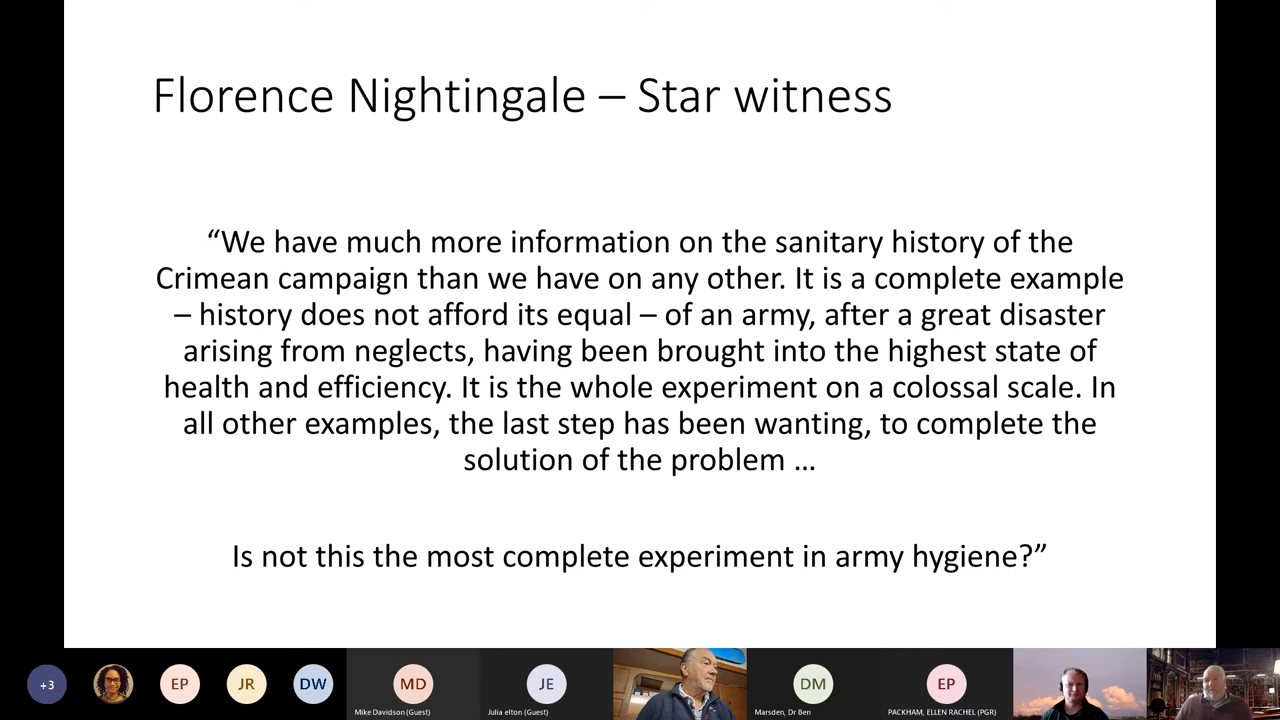 Florence Nightingale – Star witness
“We have much more information on the sanitary history of the
Crimean campaign than we have on any other. It is a complete example
– history does not afford its equal – of an army, after a great disaster
arising from neglects, having been brought into the highest state of
health and efficiency. It is the whole experiment on a colossal scale. In
all other examples, the last step has been wanting, to complete the
solution of the problem ...
Is not this the most complete experiment in army hygiene?”
+3
EP
JR
DW
MD
JE
DM
EP
Mike Davidson (Guest)
Julia elton (Guest)
Marsden, Dr Ben
PACKHAM, ELLEN RACHEL (PGR)